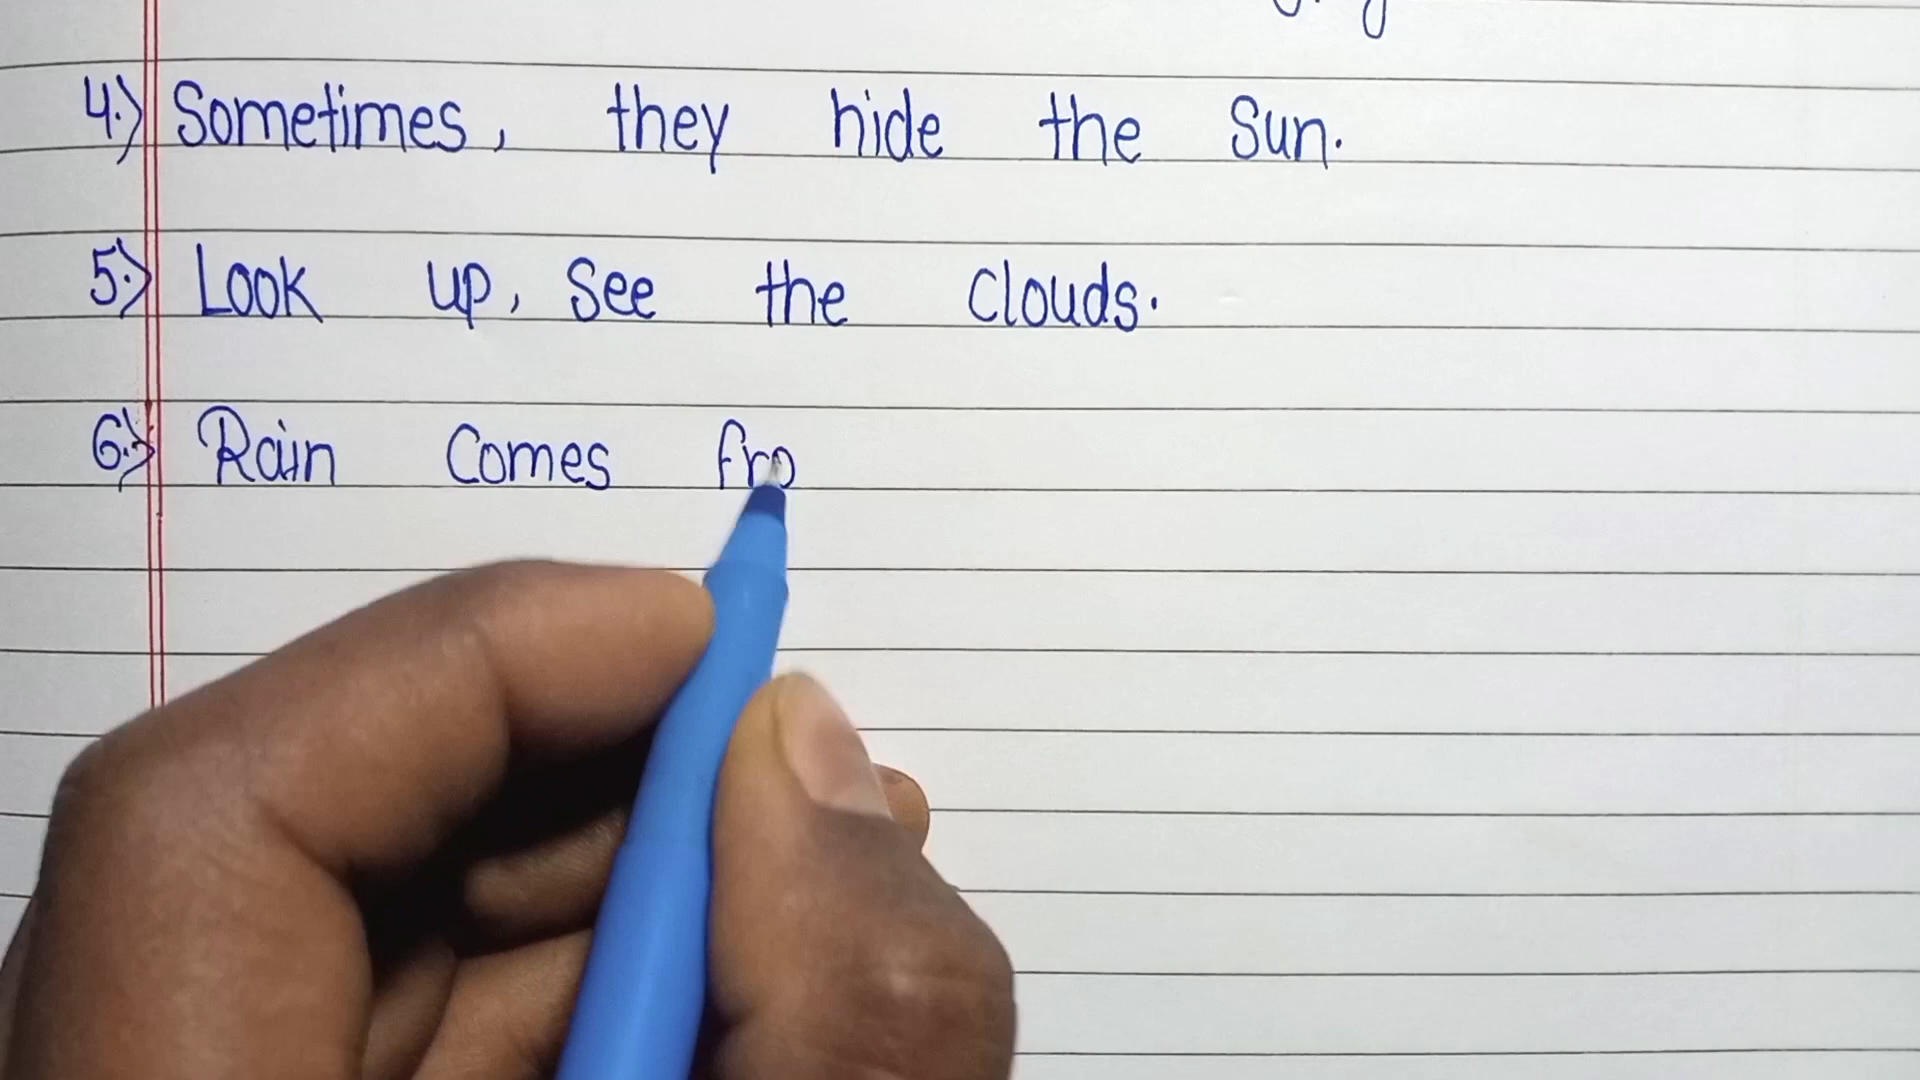 4.) Sometimes, they hide the Sun.
5.) Look up, See the Clouds.
6.) Rain Comes fro